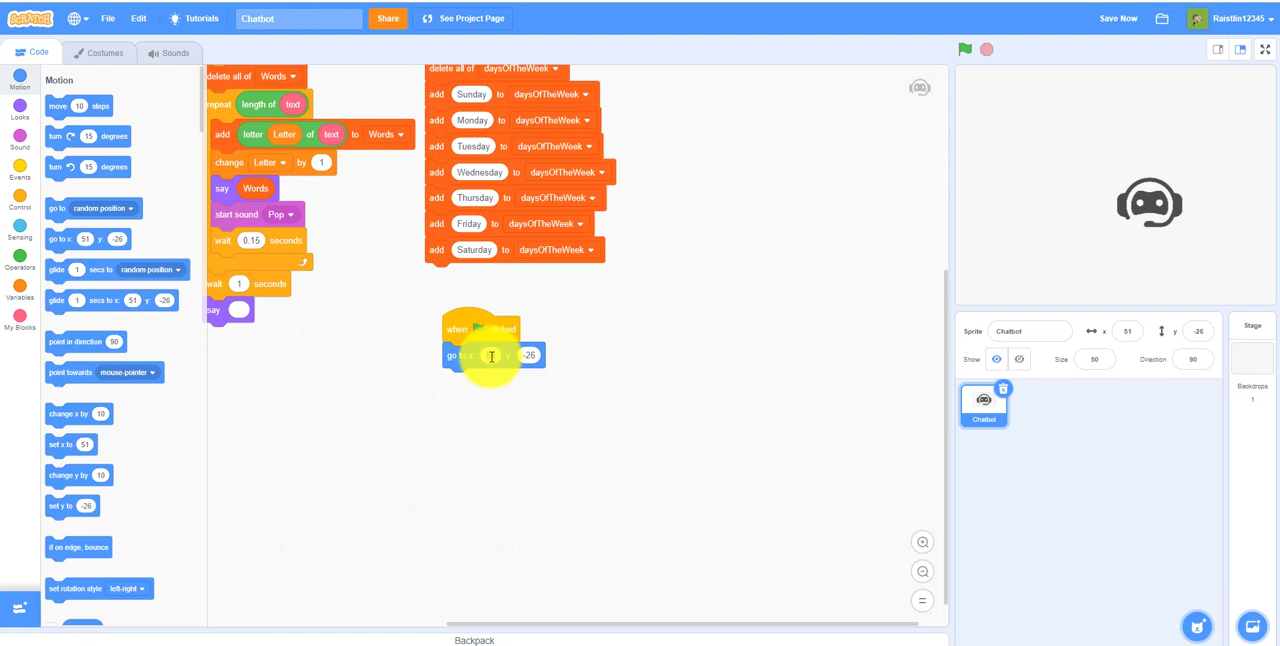 SCRATCH File Edit Tutorials Chatbot Share See Project Page Save Now Raistlin12345
Code Costumes Sounds
Motion
Looks
Sound
Events
Control
Sensing
Operators
Variables
My Blocks
Motion
move 10 steps
turn 15 degrees
turn 15 degrees
go to random position
go to x: 51 y: -26
glide 1 secs to random position
glide 1 secs to x: 51 y: -26
point in direction 90
point towards mouse-pointer
change x by 10
set x to 51
change y by 10
set y to -26
if on edge, bounce
set rotation style left-right
delete all of Words
repeat length of text
add letter Letter of text to Words
change Letter by 1
say Words
start sound Pop
wait 0.15 seconds
wait 1 seconds
say
delete all of daysOfTheWeek
add Sunday to daysOfTheWeek
add Monday to daysOfTheWeek
add Tuesday to daysOfTheWeek
add Wednesday to daysOfTheWeek
add Thursday to daysOfTheWeek
add Friday to daysOfTheWeek
add Saturday to daysOfTheWeek
when
go to x: y: -26
Backpack
Sprite Chatbot x 51 y -26
Show Size 50 Direction 90
Chatbot
Stage
Backdrops
1